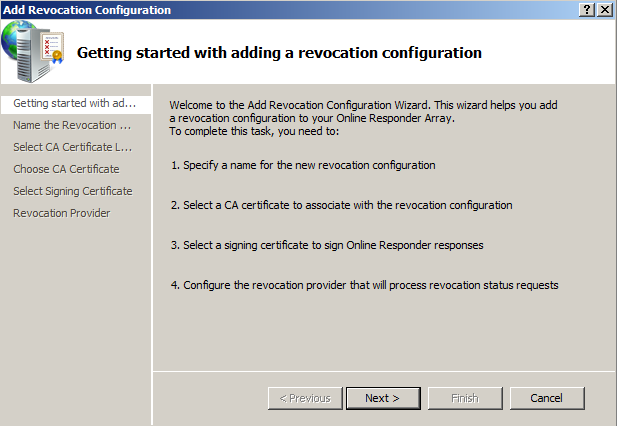 Add Revocation Configuration
Getting started with adding a revocation configuration
Getting started with ad...
Name the Revocation ...
Select CA Certificate L...
Choose CA Certificate
Select Signing Certificate
Revocation Provider
Welcome to the Add Revocation Configuration Wizard. This wizard helps you add
a revocation configuration to your Online Responder Array.
To complete this task, you need to:
1. Specify a name for the new revocation configuration
2. Select a CA certificate to associate with the revocation configuration
3. Select a signing certificate to sign Online Responder responses
4. Configure the revocation provider that will process revocation status requests
< Previous
Next >
Finish
Cancel